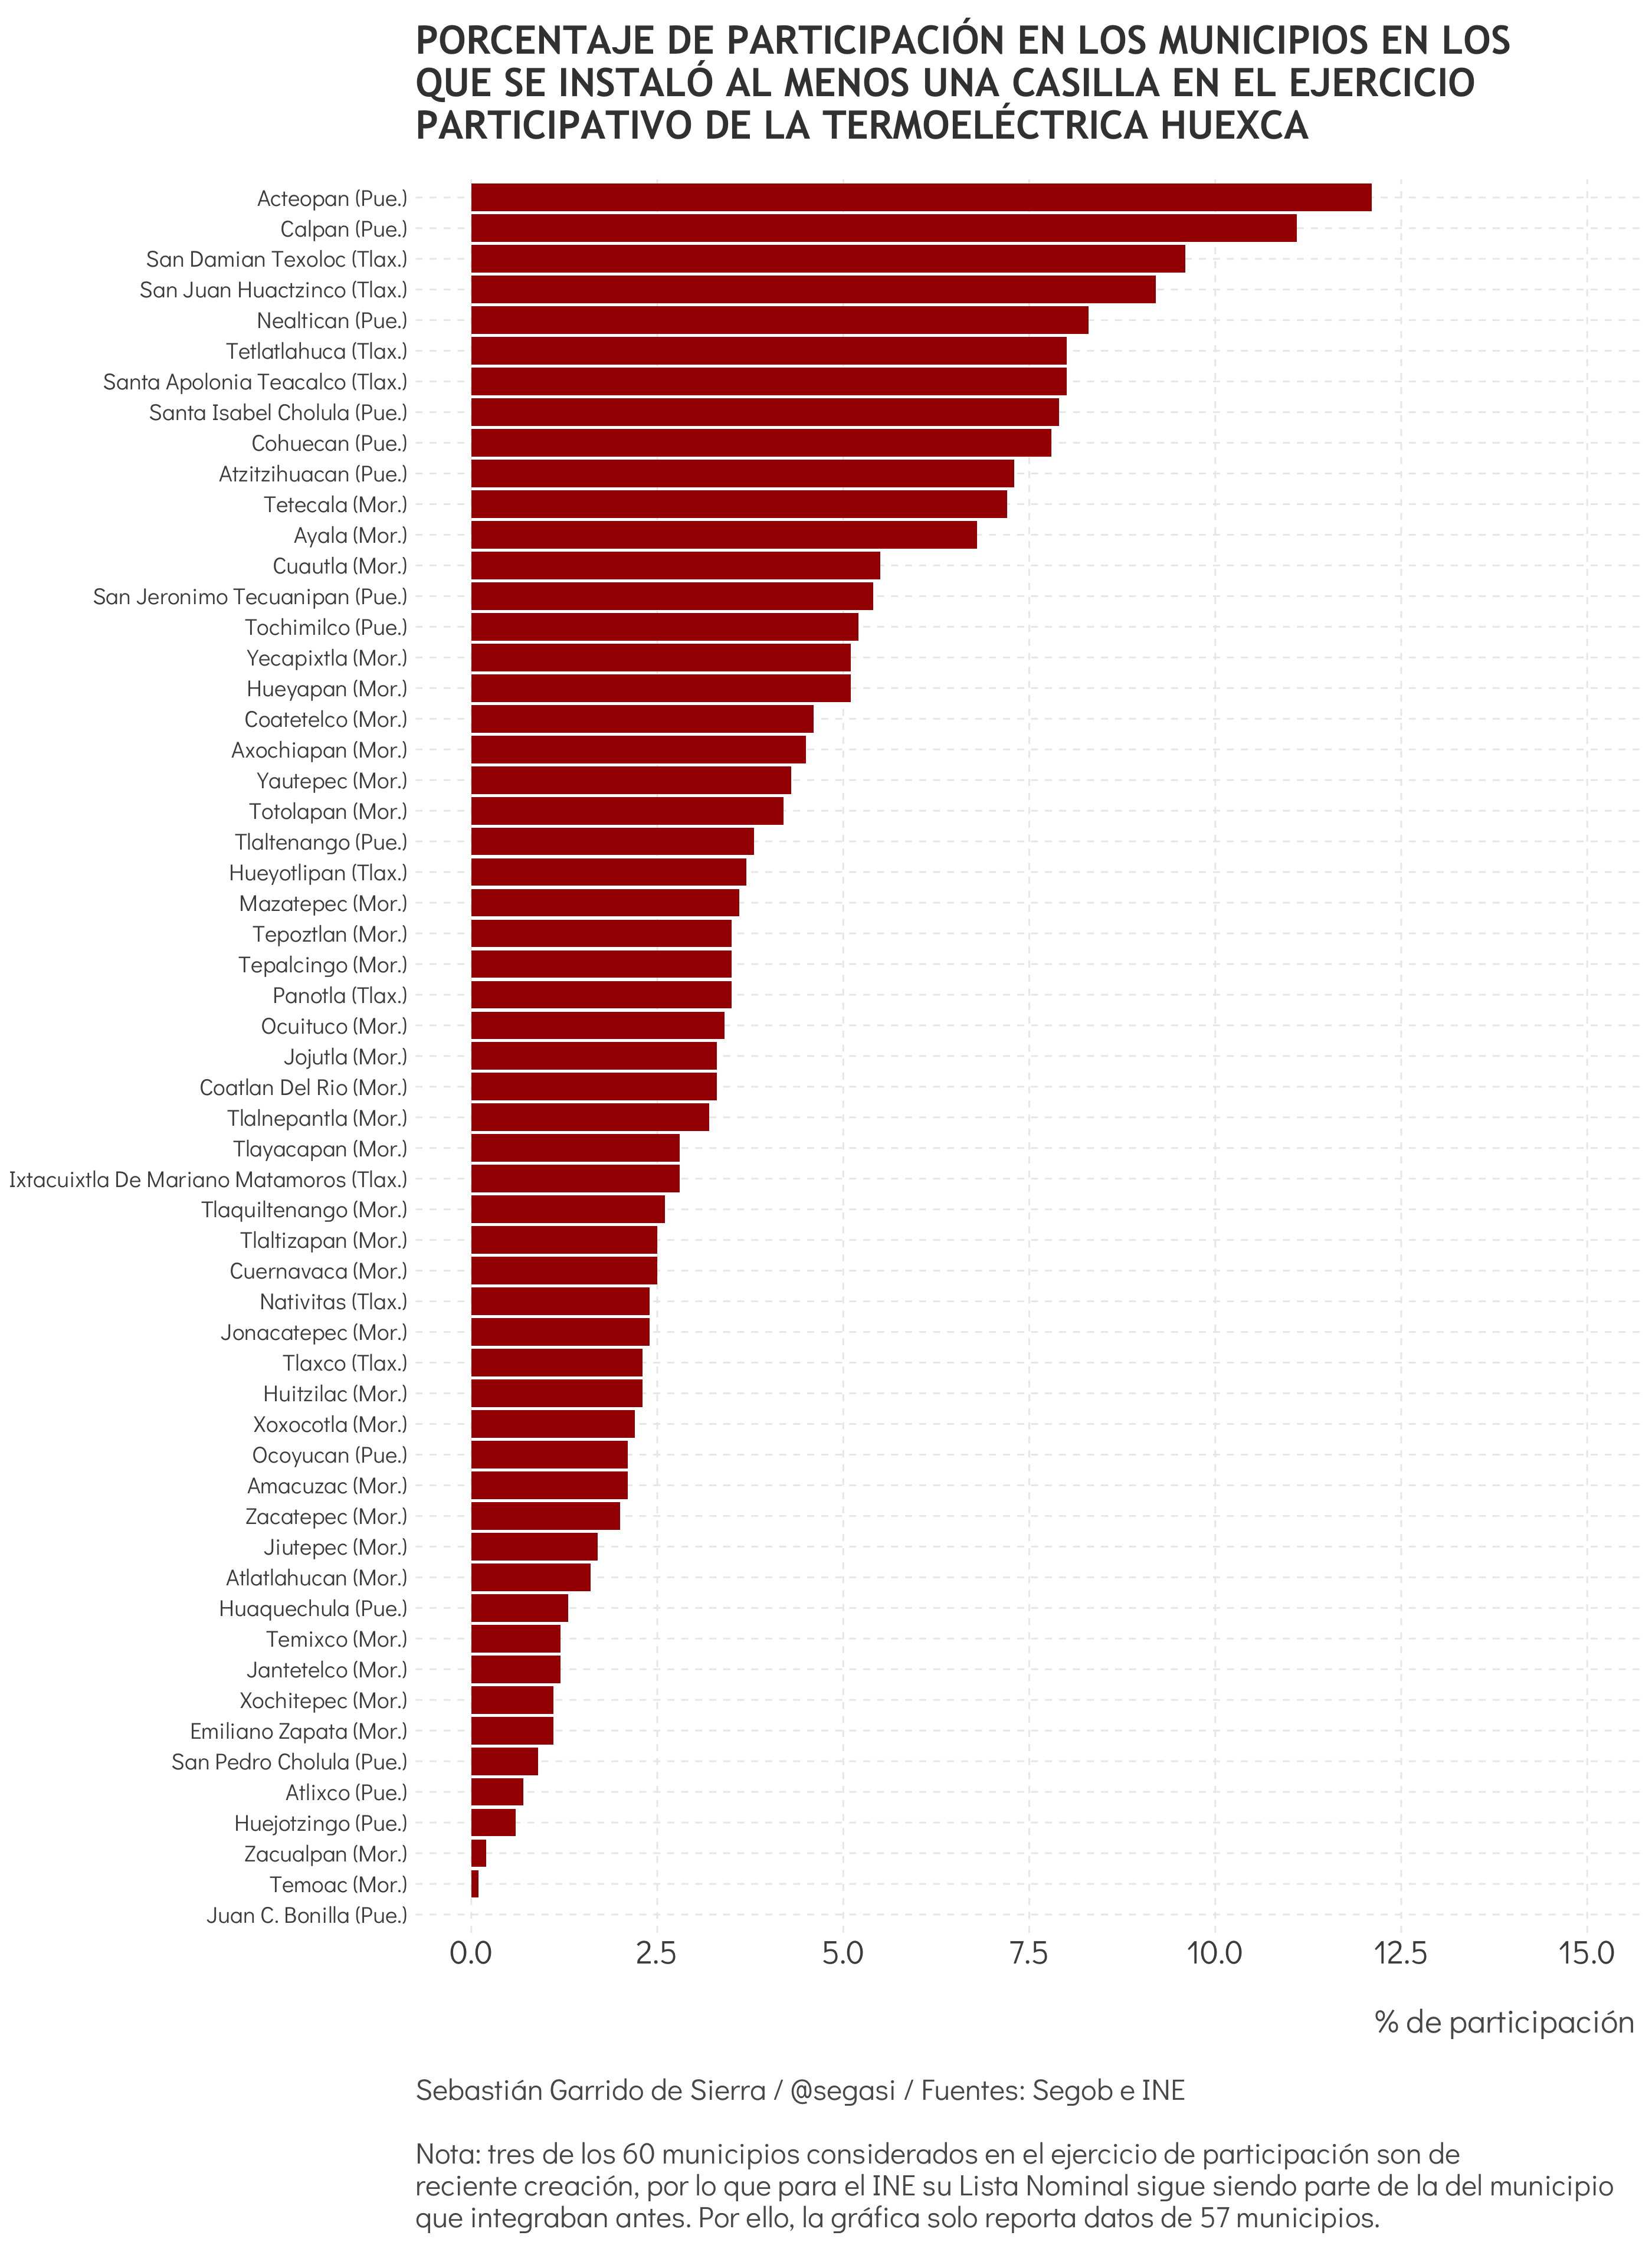 PORCENTAJE DE PARTICIPACIÓN EN LOS MUNICIPIOS EN LOS
QUE SE INSTALÓ AL MENOS UNA CASILLA EN EL EJERCICIO
PARTICIPATIVO DE LA TERMOELÉCTRICA HUEXCA
Acteopan (Pue.)
Calpan (Pue.)
San Damian Texoloc (Tlax.)
San Juan Huactzinco (Tlax.)
Nealtican (Pue.)
Tetlatlahuca (Tlax.)
Santa Apolonia Teacalco (Tlax.)
Santa Isabel Cholula (Pue.)
Cohuecan (Pue.)
Atzitzihuacan (Pue.)
Tetecala (Mor.)
Ayala (Mor.)
Cuautla (Mor.)
San Jeronimo Tecuanipan (Pue.)
Tochimilco (Pue.)
Yecapixtla (Mor.)
Hueyapan (Mor.)
Coatetelco (Mor.)
Axochiapan (Mor.)
Yautepec (Mor.)
Totolapan (Mor.)
Tlaltenango (Pue.)
Hueyotlipan (Tlax.)
Mazatepec (Mor.)
Tepoztlan (Mor.)
Tepalcingo (Mor.)
Panotla (Tlax.)
Ocuituco (Mor.)
Jojutla (Mor.)
Coatlan Del Rio (Mor.)
Tlalnepantla (Mor.)
Tlayacapan (Mor.)
Ixtacuixtla De Mariano Matamoros (Tlax.)
Tlaquiltenango (Mor.)
Tlaltizapan (Mor.)
Cuernavaca (Mor.)
Nativitas (Tlax.)
Jonacatepec (Mor.)
Tlaxco (Tlax.)
Huitzilac (Mor.)
Xoxocotla (Mor.)
Ocoyucan (Pue.)
Amacuzac (Mor.)
Zacatepec (Mor.)
Jiutepec (Mor.)
Atlatlahucan (Mor.)
Huaquechula (Pue.)
Temixco (Mor.)
Jantetelco (Mor.)
Xochitepec (Mor.)
Emiliano Zapata (Mor.)
San Pedro Cholula (Pue.)
Atlixco (Pue.)
Huejotzingo (Pue.)
Zacualpan (Mor.)
Temoac (Mor.)
Juan C. Bonilla (Pue.)
0.0 2.5 5.0 7.5 10.0 12.5 15.0
% de participación
Sebastián Garrido de Sierra / @segasi / Fuentes: Segob e INE
Nota: tres de los 60 municipios considerados en el ejercicio de participación son de
reciente creación, por lo que para el INE su Lista Nominal sigue siendo parte de la del municipio
que integraban antes. Por ello, la gráfica solo reporta datos de 57 municipios.